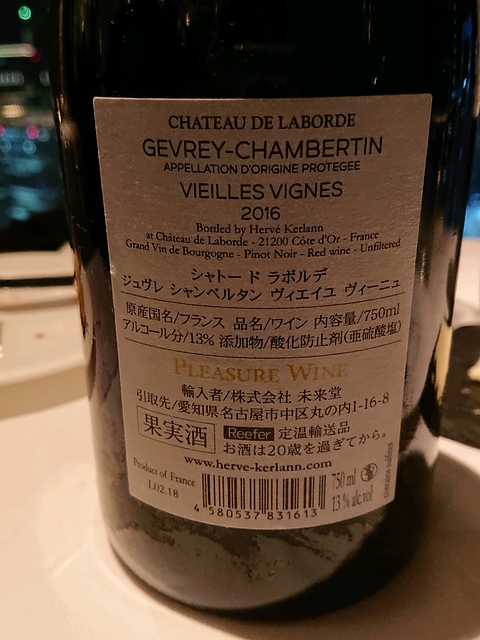 CHATEAU DE LABORDE
GEVREY-CHAMBERTIN
APPELLATION D'ORIGINE PROTEGEE
VIEILLES VIGNES
2016
Bottled by Hervé Kerlann
at Château de Laborde - 21200 Côte d'Or - France
Grand Vin de Bourgogne - Pinot Noir - Red wine - Unfiltered
シャトー ド ラボルデ
ジュヴレ シャンベルタン ヴィエイユ ヴィーニュ
原産国名/フランス 品名/ワイン 内容量/750ml
アルコール分/13% 添加物/酸化防止剤(亜硫酸塩)
PLEASURE WINE
輸入者/株式会社 未来堂
引取先/愛知県名古屋市中区丸の内1-16-8
果実酒 Reefer 定温輸送品
お酒は20歳を過ぎてから。
www.herve-kerlann.com
Product of France
L02.18
4 580537 831613
750 ml
13 % alc.vol